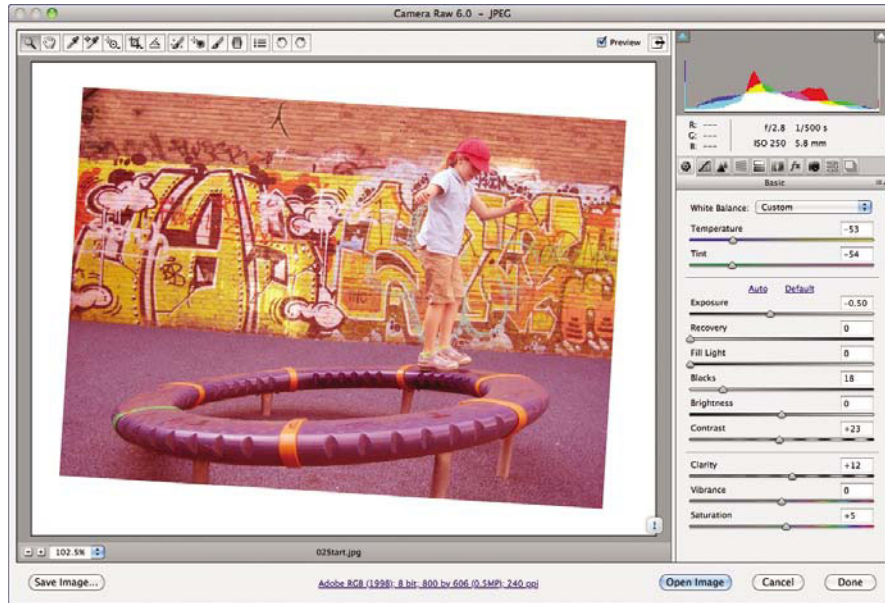 Camera Raw 6.0 – JPEG
Preview
R: ---
G: ---
B: ---
f/2.8 1/500 s
ISO 250 5.8 mm
Basic
White Balance: Custom
Temperature -53
Tint -54
Auto Default
Exposure -0.50
Recovery 0
Fill Light 0
Blacks 18
Brightness 0
Contrast +23
Clarity +12
Vibrance 0
Saturation +5
102.5% 025tart.jpg
Save Image... Adobe RGB (1998); 8 bit; 800 by 606 (0.5MP); 240 ppi Open Image Cancel Done